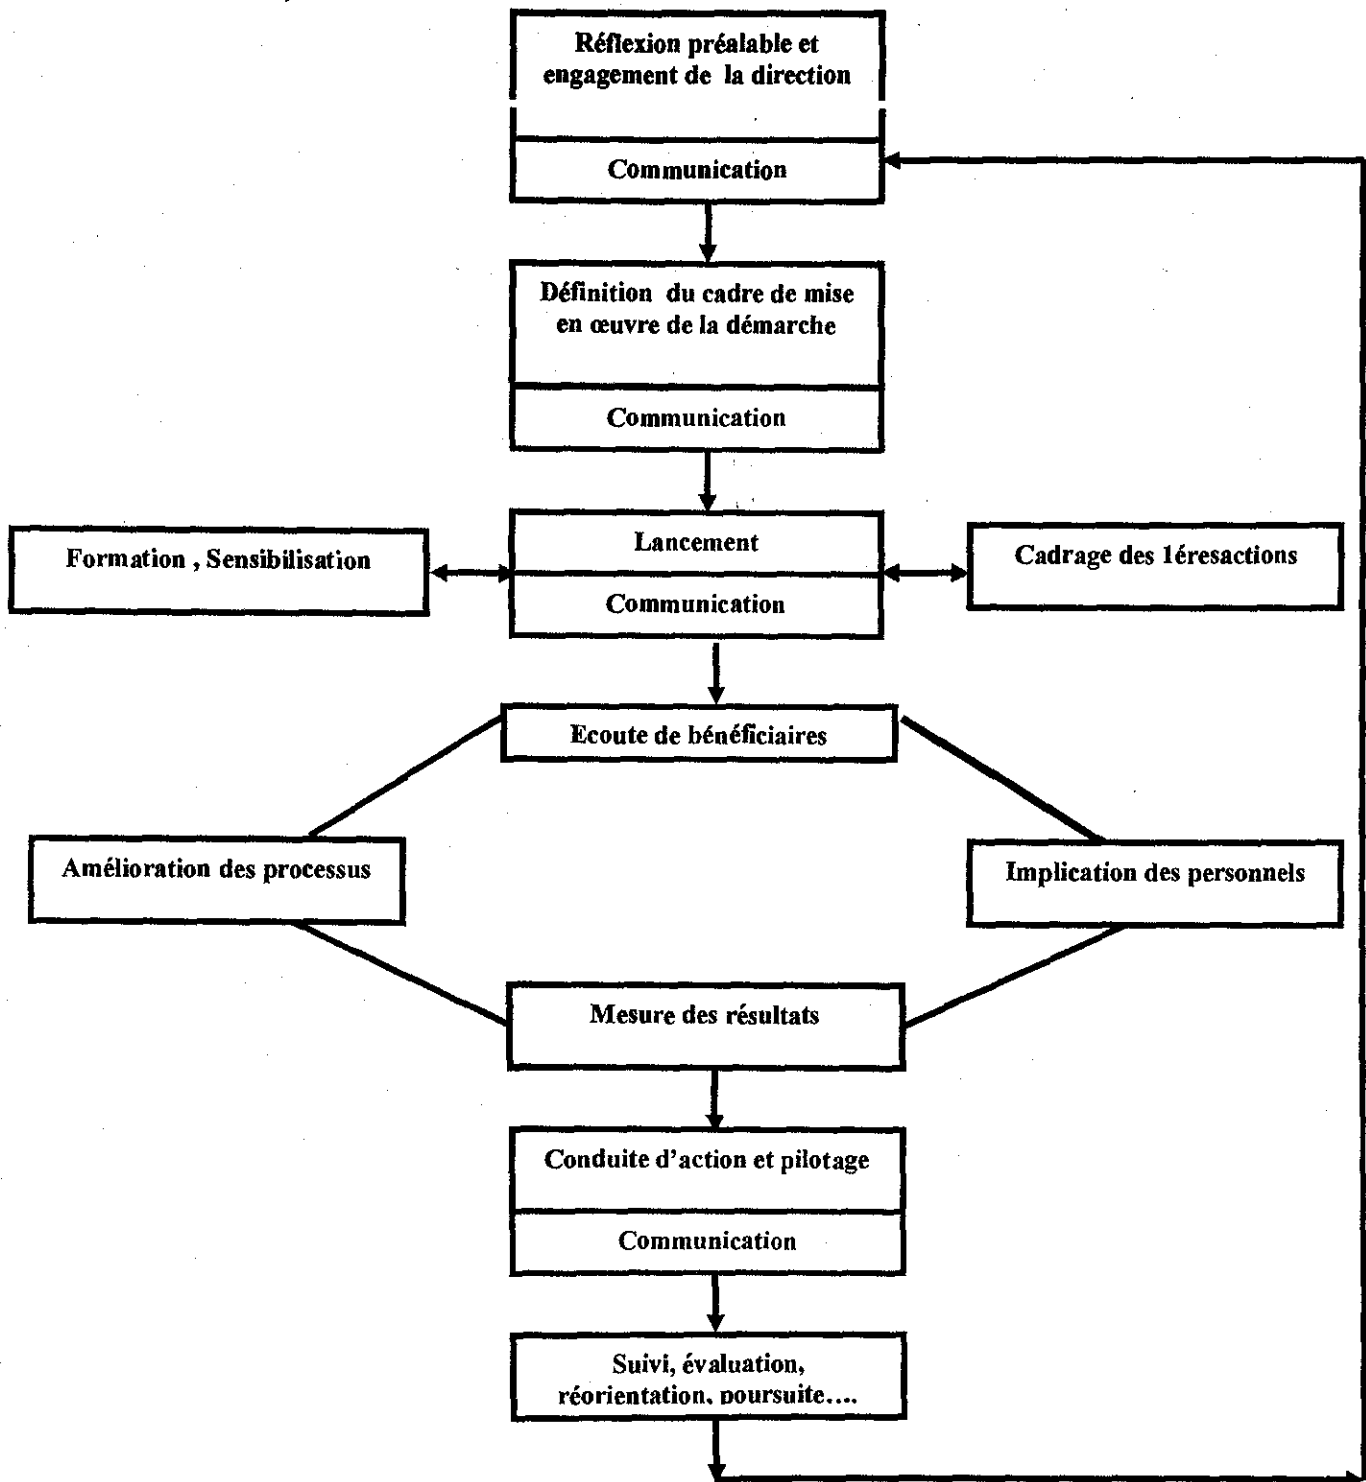 Réflexion préalable et
engagement de la direction
Communication
Définition du cadre de mise
en œuvre de la démarche
Communication
Lancement
Formation , Sensibilisation
Cadrage des 1éresactions
Communication
Ecoute de bénéficiaires
Amélioration des processus
Implication des personnels
Mesure des résultats
Conduite d'action et pilotage
Communication
Suivi, évaluation,
réorientation, poursuite….